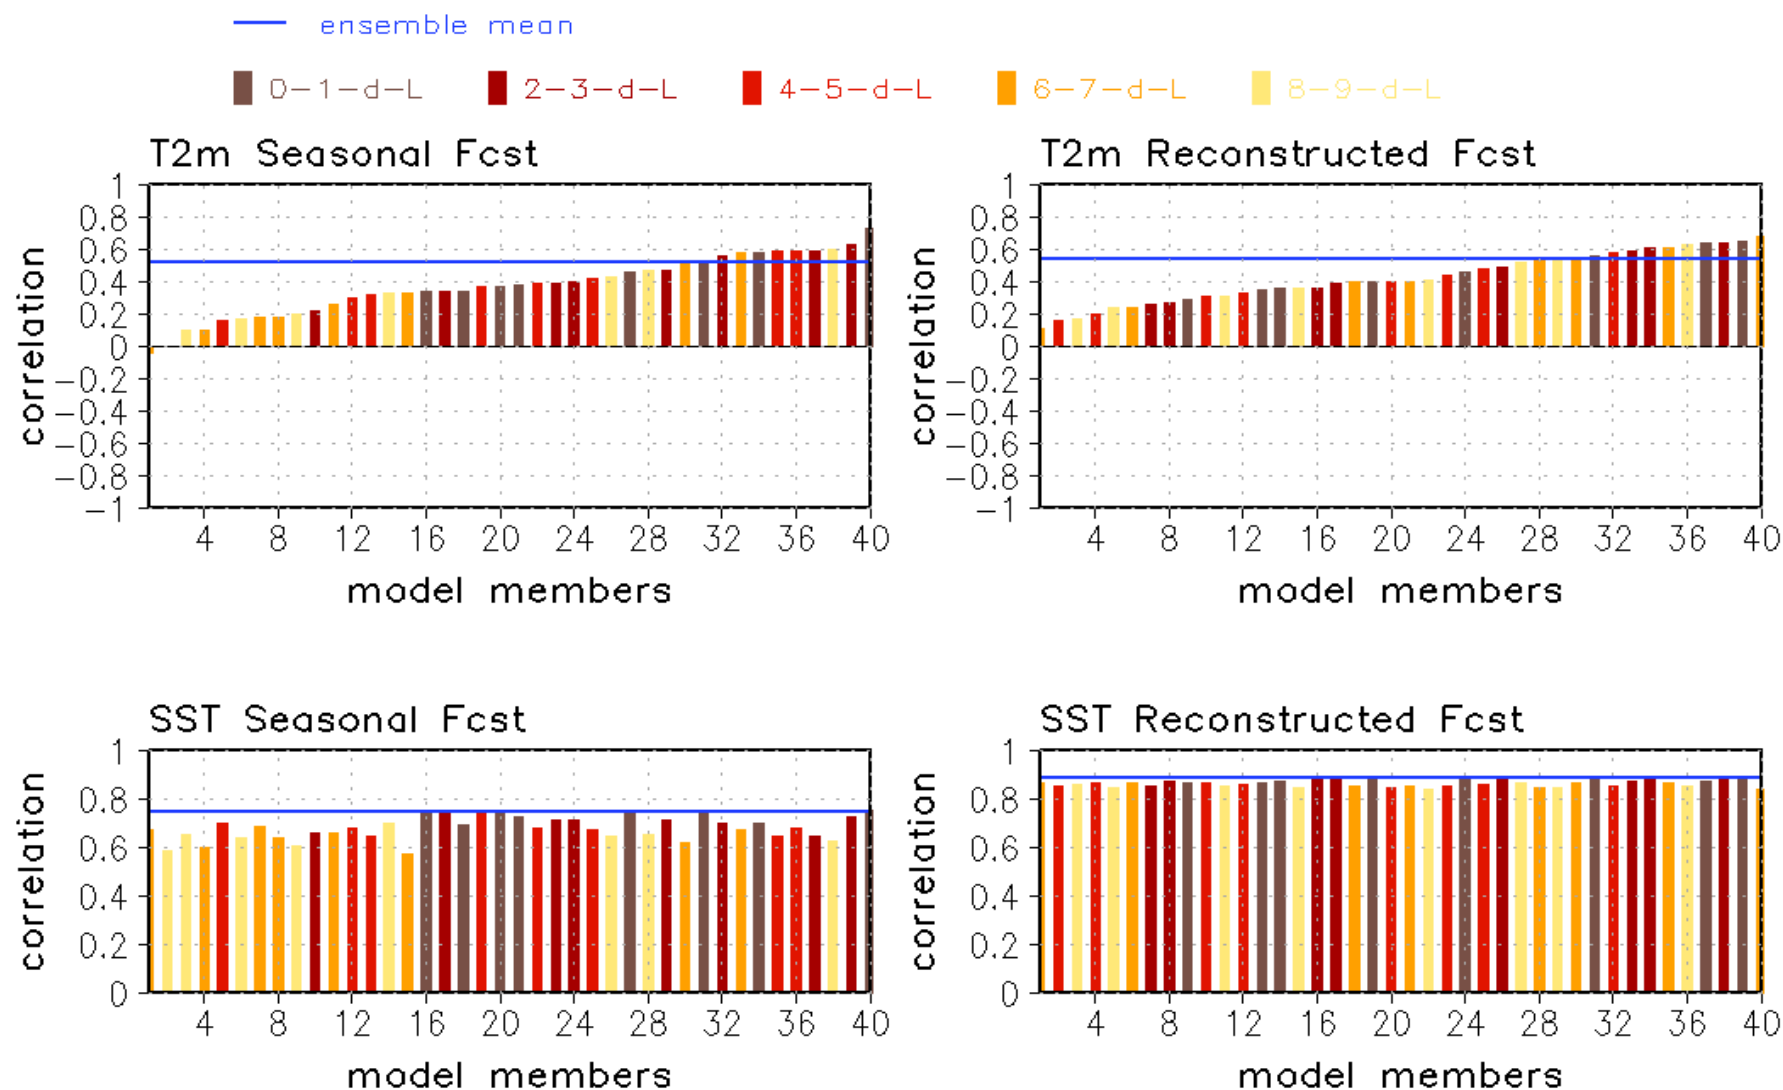 ensemble mean
0-1-d-L 2-3-d-L 4-5-d-L 6-7-d-L 8-9-d-L
T2m Seasonal Fcst
1
0.8
0.6
0.4
0.2
0
-0.2
-0.4
-0.6
-0.8
-1
correlation
4 8 12 16 20 24 28 32 36 40
model members
T2m Reconstructed Fcst
1
0.8
0.6
0.4
0.2
0
-0.2
-0.4
-0.6
-0.8
-1
correlation
4 8 12 16 20 24 28 32 36 40
model members
SST Seasonal Fcst
1
0.8
0.6
0.4
0.2
0
correlation
4 8 12 16 20 24 28 32 36 40
model members
SST Reconstructed Fcst
1
0.8
0.6
0.4
0.2
0
correlation
4 8 12 16 20 24 28 32 36 40
model members